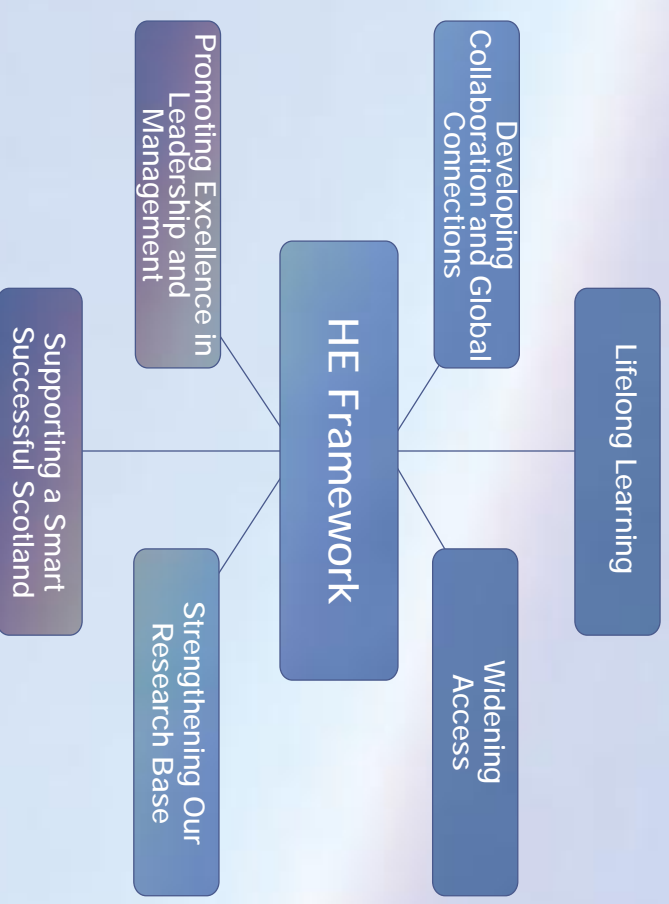 Lifelong Learning
Developing
Collaboration and Global
Connections
Widening
Access
HE Framework
Promoting Excellence in
Leadership and
Management
Strengthening Our
Research Base
Supporting a Smart
Successful Scotland